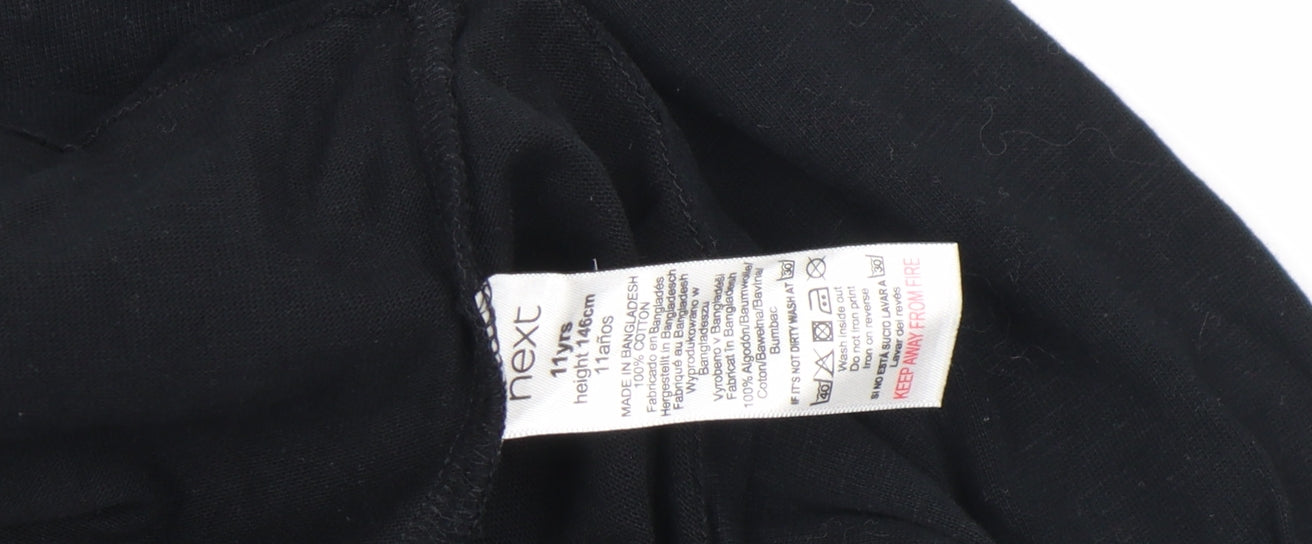 next
11yrs
height 146cm
11años
MADE IN BANGLADESH
100% COTTON
Fabricado en Bangladés
Hergestellt in Bangladesch
Fabriqué au Bangladesh
Wyprodukowano w
Bangladeszu
Vyrobeno v Bangladéši
Fabricat în Bangladesh
100% Algodón/Baumwolle/
Coton/Bawełna/Bavlna/
Bumbac
IF IT'S NOT DIRTY WASH AT 30
40
Wash inside out
Do not iron print
Iron on reverse
SI NO ESTÁ SUCIO LAVAR A 30
Lavar del revés
KEEP AWAY FROM FIRE